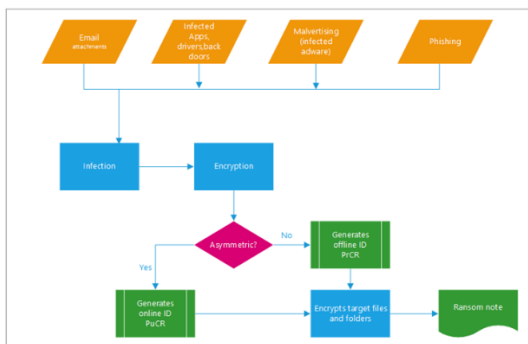 Email
attachments
Infected
Apps,
drivers,back
doors
Malvertising
(infected
adware)
Phishing
Infection
Encryption
Asymmetric?
No
Generates
offline ID
PrCR
Yes
Generates
online ID
PuCR
Encrypts target files
and folders
Ransom note